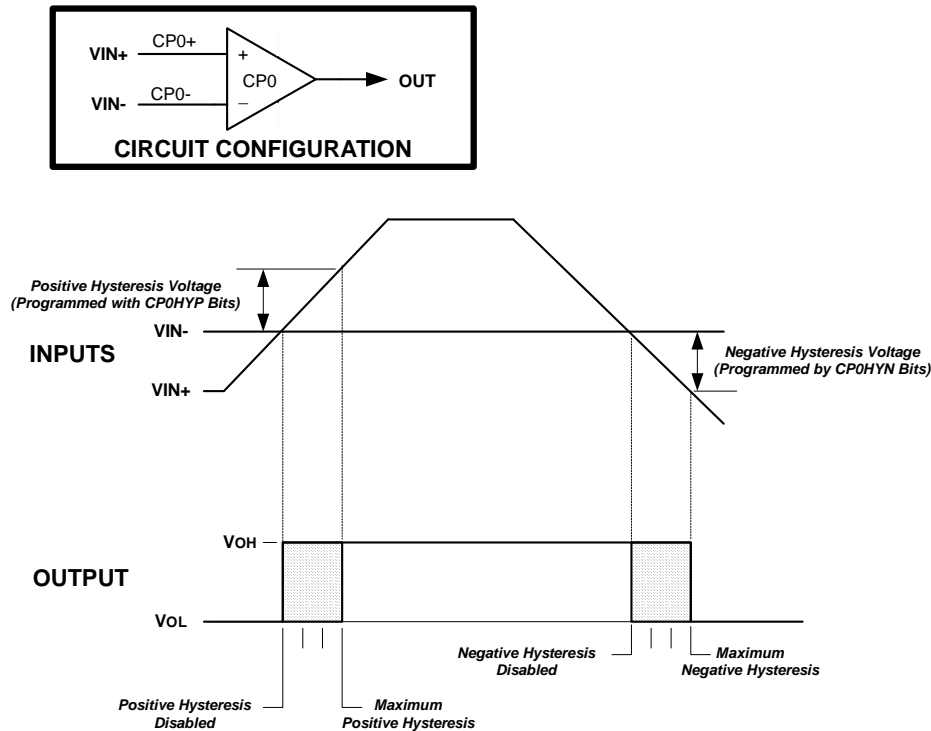 VIN+
CP0+
+
CP0
OUT
VIN-
CP0-
_
CIRCUIT CONFIGURATION
Positive Hysteresis Voltage
(Programmed with CP0HYP Bits)
VIN-
INPUTS
VIN+
Negative Hysteresis Voltage
(Programmed by CP0HYN Bits)
VOH
OUTPUT
VOL
Negative Hysteresis
Disabled
Maximum
Negative Hysteresis
Positive Hysteresis
Disabled
Maximum
Positive Hysteresis